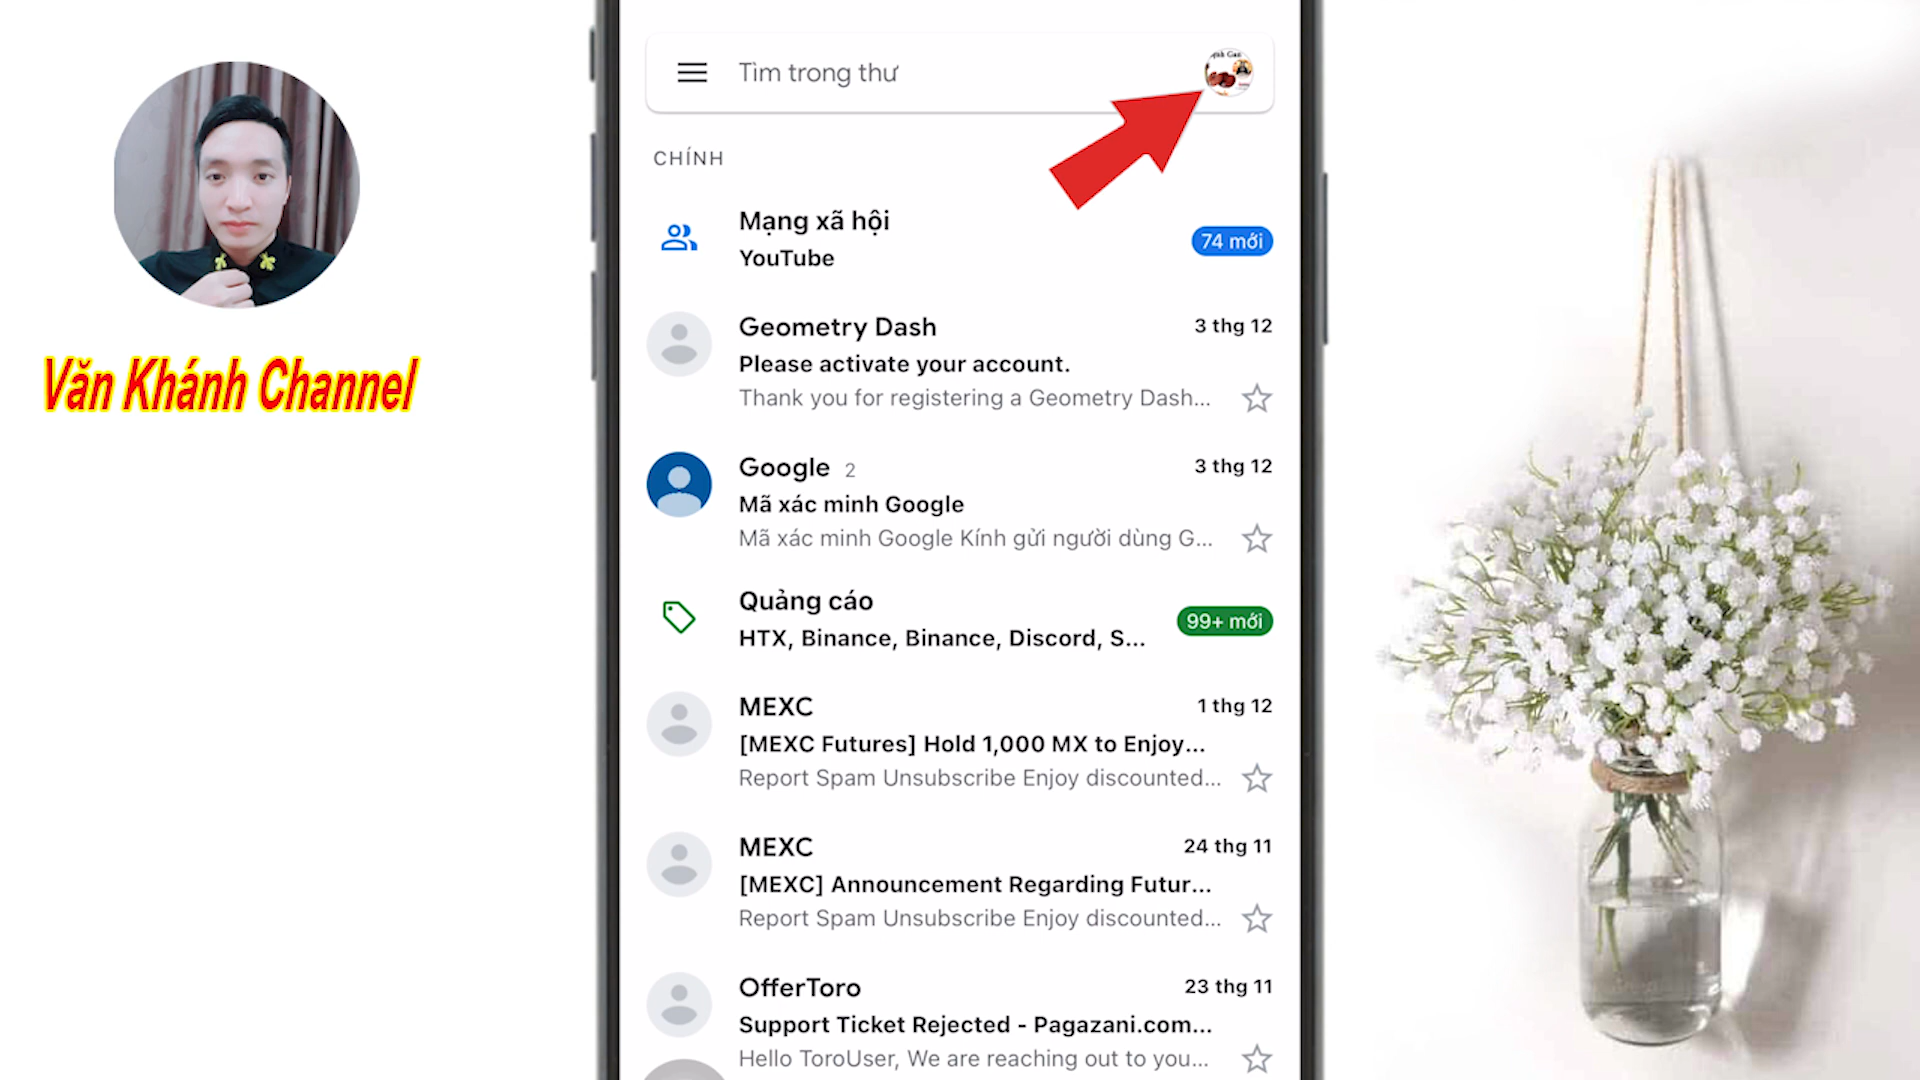 Tìm trong thư
CHÍNH
Mạng xã hội
YouTube
74 mới
Geometry Dash
3 thg 12
Please activate your account.
Thank you for registering a Geometry Dash...
Google 2
3 thg 12
Mã xác minh Google
Mã xác minh Google Kính gửi người dùng G...
Quảng cáo
HTX, Binance, Binance, Discord, S...
99+ mới
MEXC
1 thg 12
[MEXC Futures] Hold 1,000 MX to Enjoy...
Report Spam Unsubscribe Enjoy discounted...
MEXC
24 thg 11
[MEXC] Announcement Regarding Futur...
Report Spam Unsubscribe Enjoy discounted...
OfferToro
23 thg 11
Support Ticket Rejected - Pagazani.com...
Hello ToroUser, We are reaching out to you...
Văn Khánh Channel